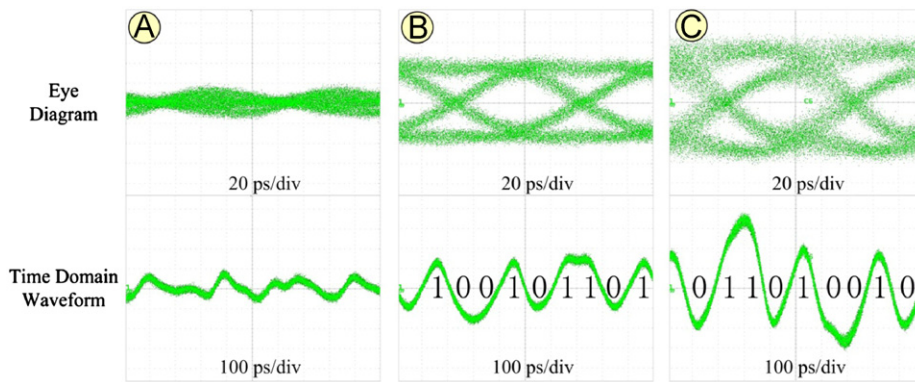 A
B
C
Eye
Diagram
20 ps/div
20 ps/div
20 ps/div
Time Domain
Waveform
1 0 0 1 0 1 1 0 1
0 1 1 0 1 0 0 1 0
100 ps/div
100 ps/div
100 ps/div